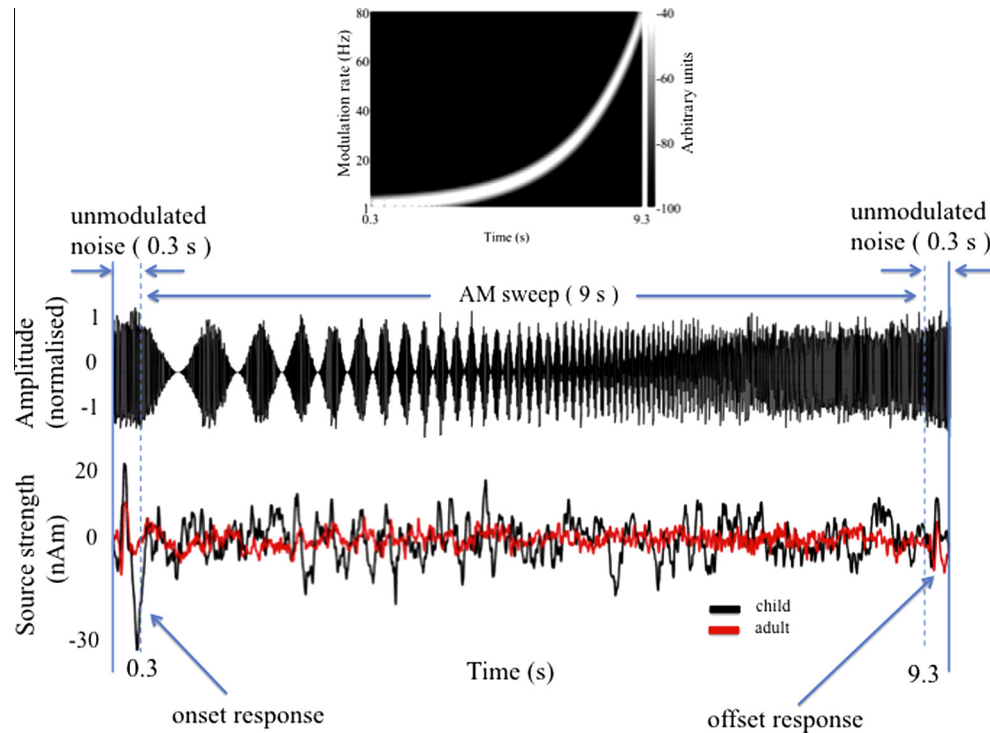 80
60
40
20
1
Modulation rate (Hz)
0.3
9.3
Time (s)
-40
-60
-80
-100
Arbitrary units
unmodulated
noise ( 0.3 s )
unmodulated
noise ( 0.3 s )
AM sweep ( 9 s )
Amplitude
(normalised)
1
0
-1
Source strength
(nAm)
20
0
-30
child
adult
0.3
Time (s)
9.3
onset response
offset response